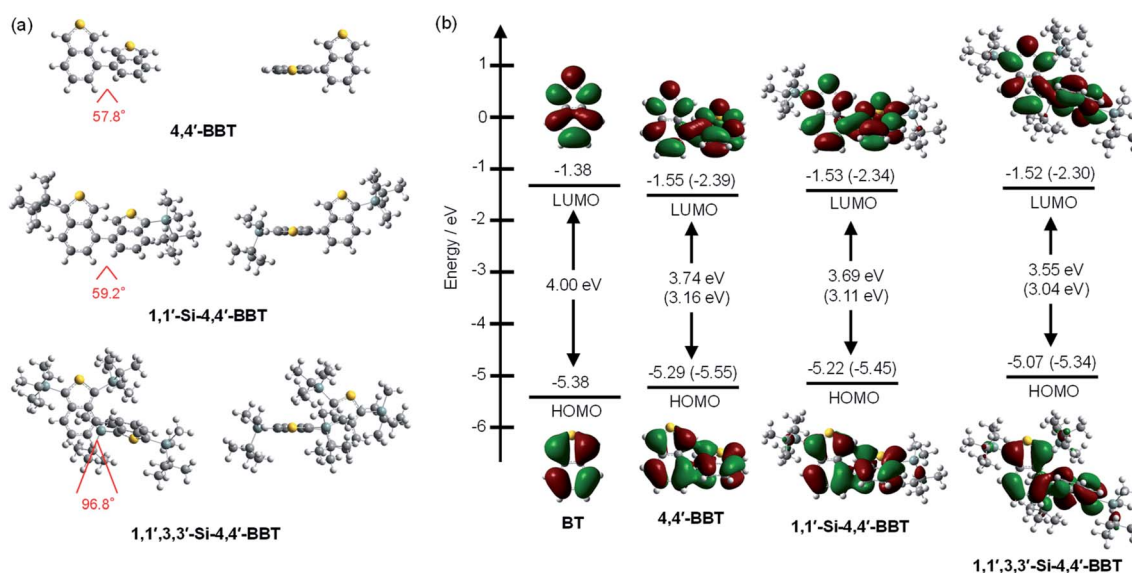 (a)
57.8°
4,4′-BBT
59.2°
1,1′-Si-4,4′-BBT
96.8°
1,1′,3,3′-Si-4,4′-BBT
(b)
Energy / eV
1
0
-1
-2
-3
-4
-5
-6
-1.38
LUMO
4.00 eV
-5.38
HOMO
BT
-1.55 (-2.39)
LUMO
3.74 eV
(3.16 eV)
-5.29 (-5.55)
HOMO
4,4′-BBT
-1.53 (-2.34)
LUMO
3.69 eV
(3.11 eV)
-5.22 (-5.45)
HOMO
1,1′-Si-4,4′-BBT
-1.52 (-2.30)
LUMO
3.55 eV
(3.04 eV)
-5.07 (-5.34)
HOMO
1,1′,3,3′-Si-4,4′-BBT